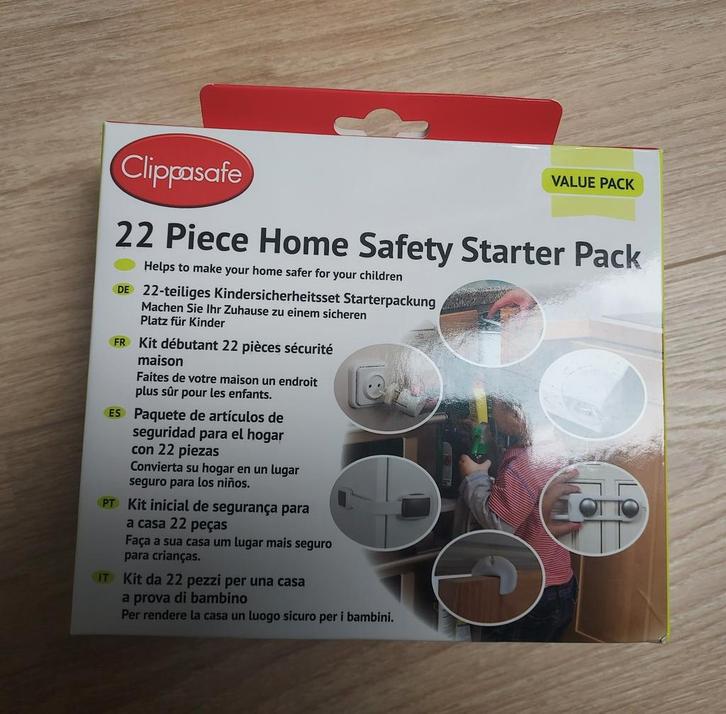 Clippasafe
VALUE PACK
22 Piece Home Safety Starter Pack
Helps to make your home safer for your children
DE 22-teiliges Kindersicherheitsset Starterpackung
Machen Sie Ihr Zuhause zu einem sicheren
Platz für Kinder
FR Kit débutant 22 pièces sécurité
maison
Faites de votre maison un endroit
plus sûr pour les enfants.
ES Paquete de artículos de
seguridad para el hogar
con 22 piezas
Convierta su hogar en un lugar
seguro para los niños.
PT Kit inicial de segurança para
a casa 22 peças
Faça a sua casa um lugar mais seguro
para crianças.
IT Kit da 22 pezzi per una casa
a prova di bambino
Per rendere la casa un luogo sicuro per i bambini.